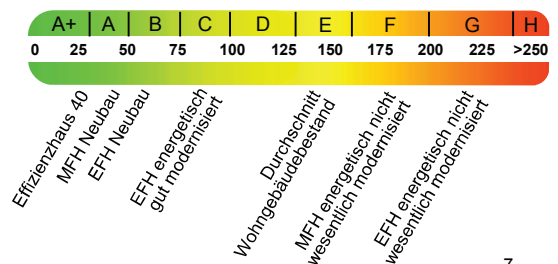 A+ A B C D E F G H
0 25 50 75 100 125 150 175 200 225 >250
Effizienzhaus 40
MFH Neubau
EFH Neubau
EFH energetisch
gut modernisiert
Durchschnitt
Wohngebäudebestand
MFH energetisch nicht
wesentlich modernisiert
EFH energetisch nicht
wesentlich modernisiert
7